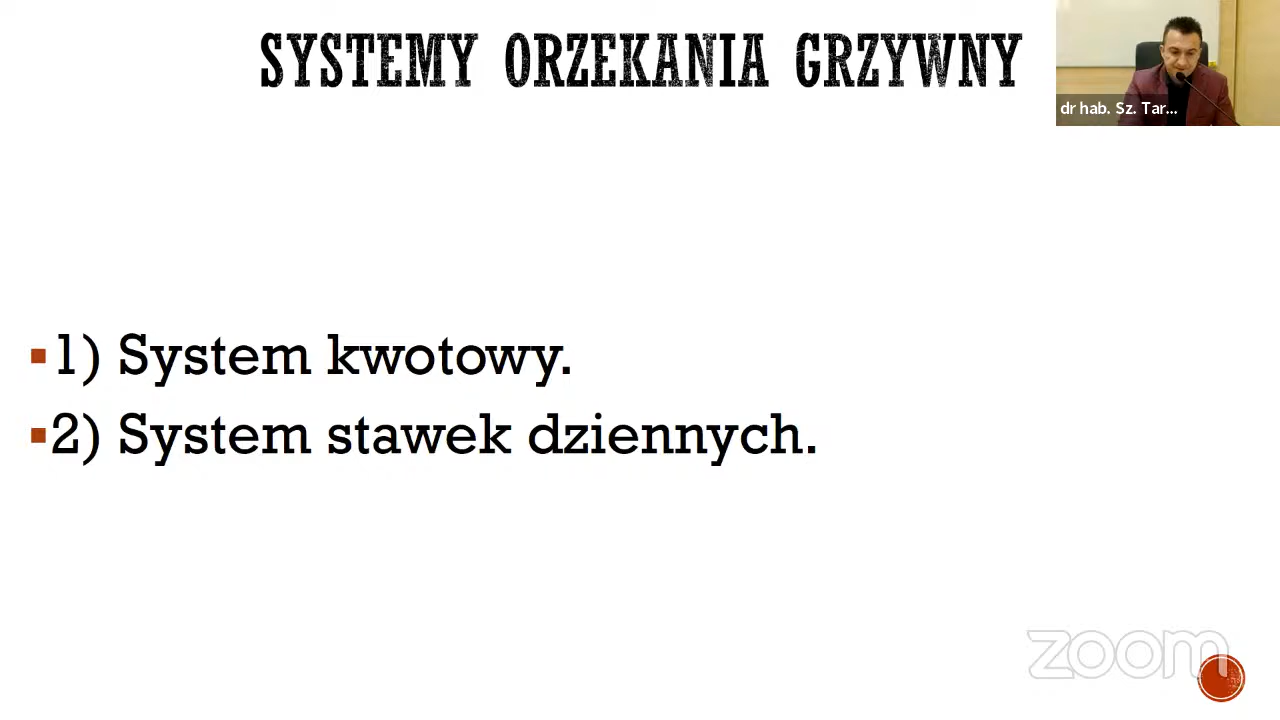 SYSTEMY ORZEKANIA GRZYWNY
dr hab. Sz. Tar...
1) System kwotowy.
2) System stawek dziennych.
zoom